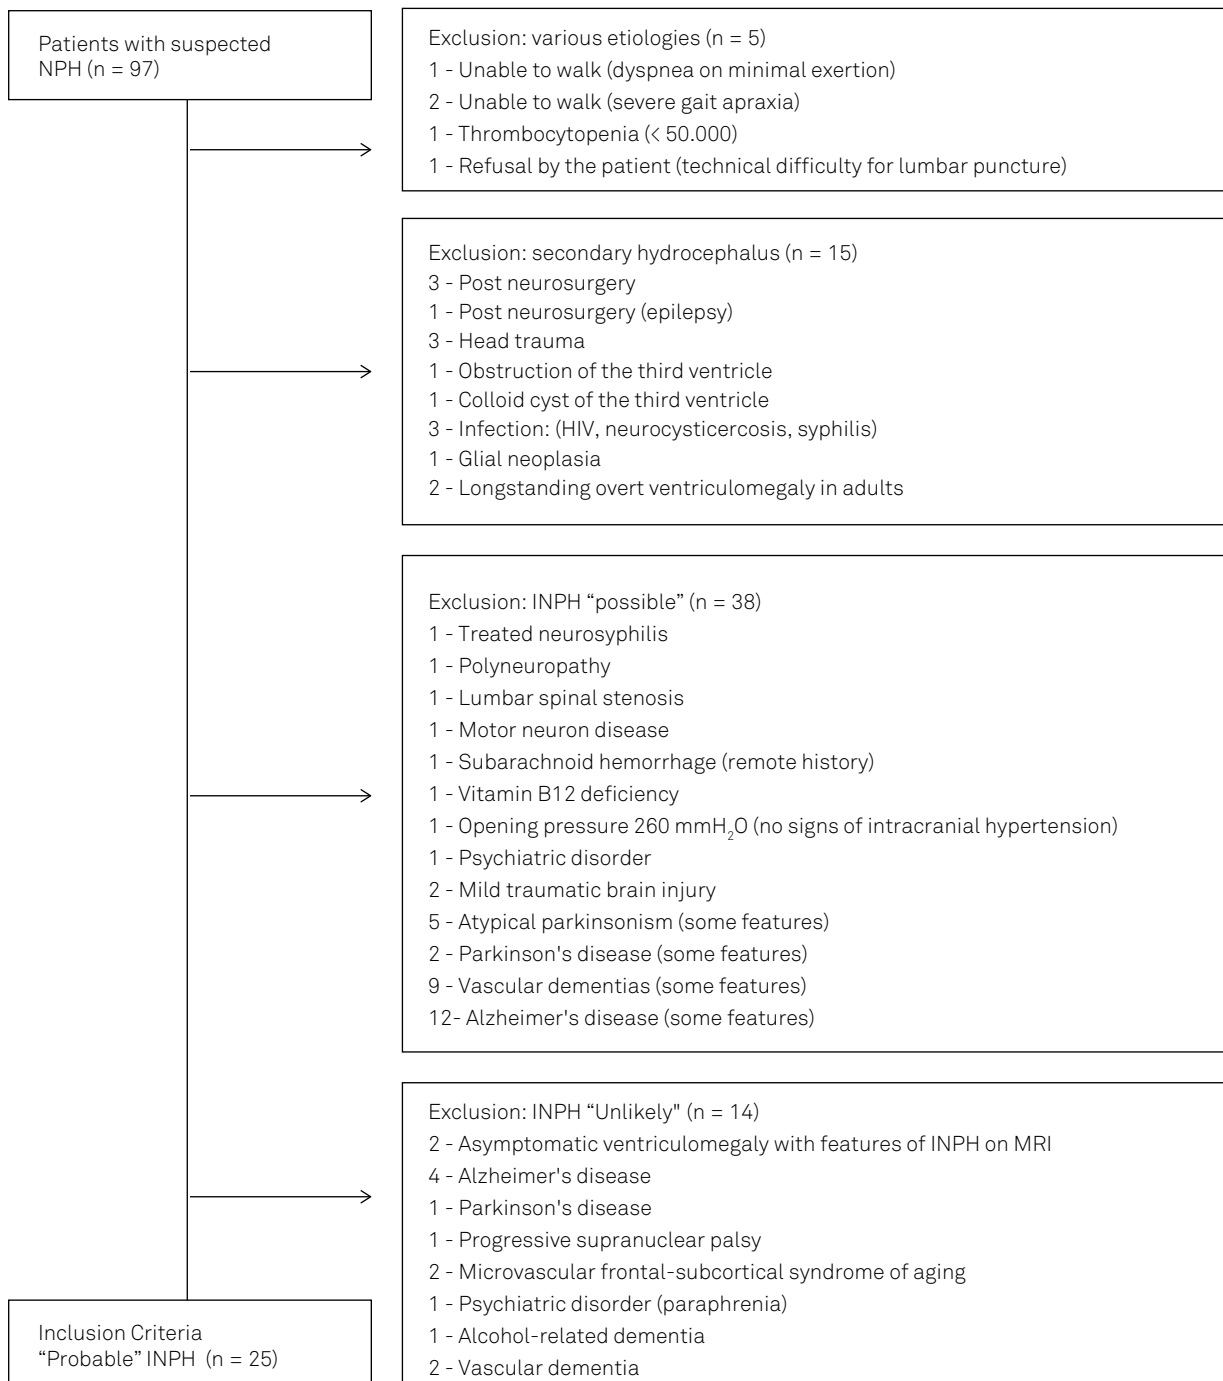 Patients with suspected
NPH (n = 97)
Exclusion: various etiologies (n = 5)
1 - Unable to walk (dyspnea on minimal exertion)
2 - Unable to walk (severe gait apraxia)
1 - Thrombocytopenia (< 50.000)
1 - Refusal by the patient (technical difficulty for lumbar puncture)
Exclusion: secondary hydrocephalus (n = 15)
3 - Post neurosurgery
1 - Post neurosurgery (epilepsy)
3 - Head trauma
1 - Obstruction of the third ventricle
1 - Colloid cyst of the third ventricle
3 - Infection: (HIV, neurocysticercosis, syphilis)
1 - Glial neoplasia
2 - Longstanding overt ventriculomegaly in adults
Exclusion: INPH “possible” (n = 38)
1 - Treated neurosyphilis
1 - Polyneuropathy
1 - Lumbar spinal stenosis
1 - Motor neuron disease
1 - Subarachnoid hemorrhage (remote history)
1 - Vitamin B12 deficiency
1 - Opening pressure 260 mmH₂O (no signs of intracranial hypertension)
1 - Psychiatric disorder
2 - Mild traumatic brain injury
5 - Atypical parkinsonism (some features)
2 - Parkinson's disease (some features)
9 - Vascular dementias (some features)
12- Alzheimer's disease (some features)
Exclusion: INPH “Unlikely" (n = 14)
2 - Asymptomatic ventriculomegaly with features of INPH on MRI
4 - Alzheimer's disease
1 - Parkinson's disease
1 - Progressive supranuclear palsy
2 - Microvascular frontal-subcortical syndrome of aging
1 - Psychiatric disorder (paraphrenia)
1 - Alcohol-related dementia
2 - Vascular dementia
Inclusion Criteria
“Probable” INPH (n = 25)